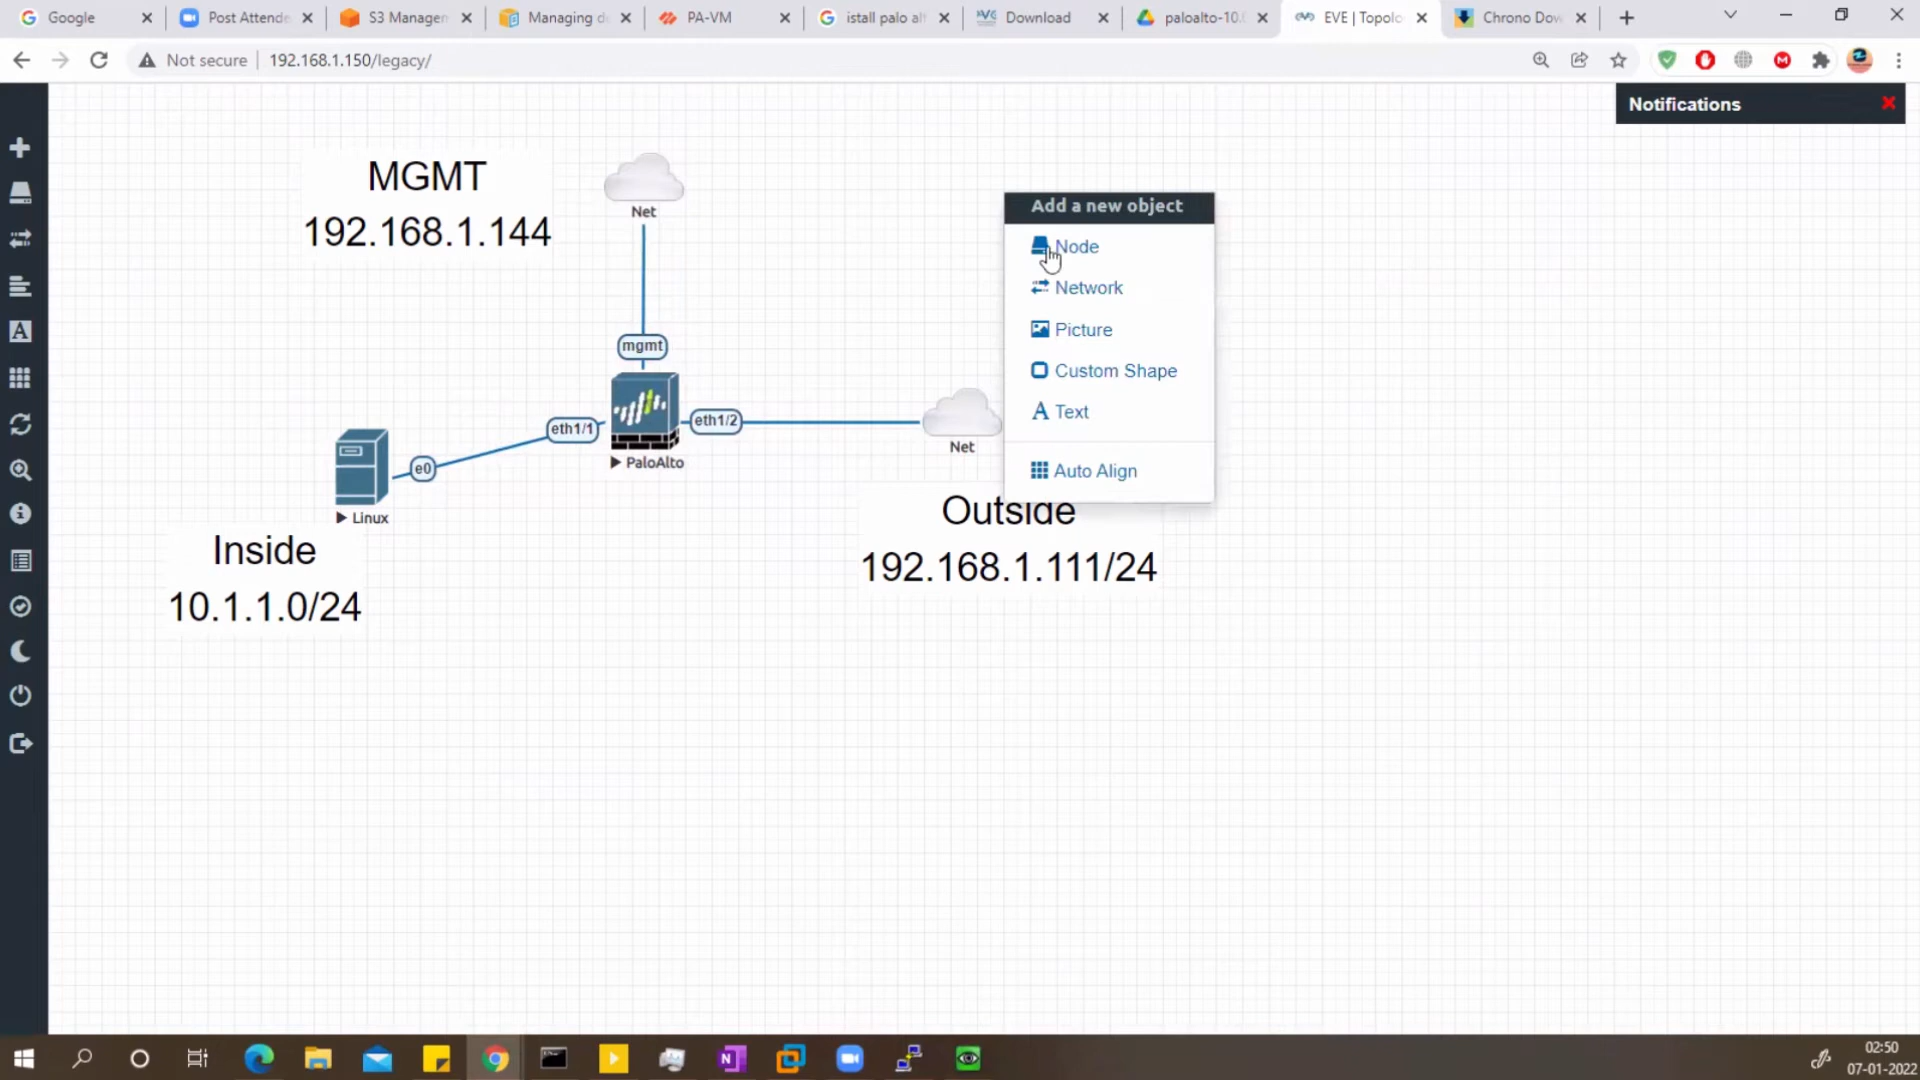 Google
Post Attende
S3 Managem
Managing d
PA-VM
istall palo alt
Download
paloalto-10.
EVE | Topolo
Chrono Dow
Not secure
192.168.1.150/legacy/
Notifications
MGMT
192.168.1.144
Net
Add a new object
Node
Network
Picture
Custom Shape
Text
Auto Align
mgmt
eth1/1
eth1/2
e0
PaloAlto
Net
Linux
Inside
10.1.1.0/24
Outside
192.168.1.111/24
02:50
07-01-2022